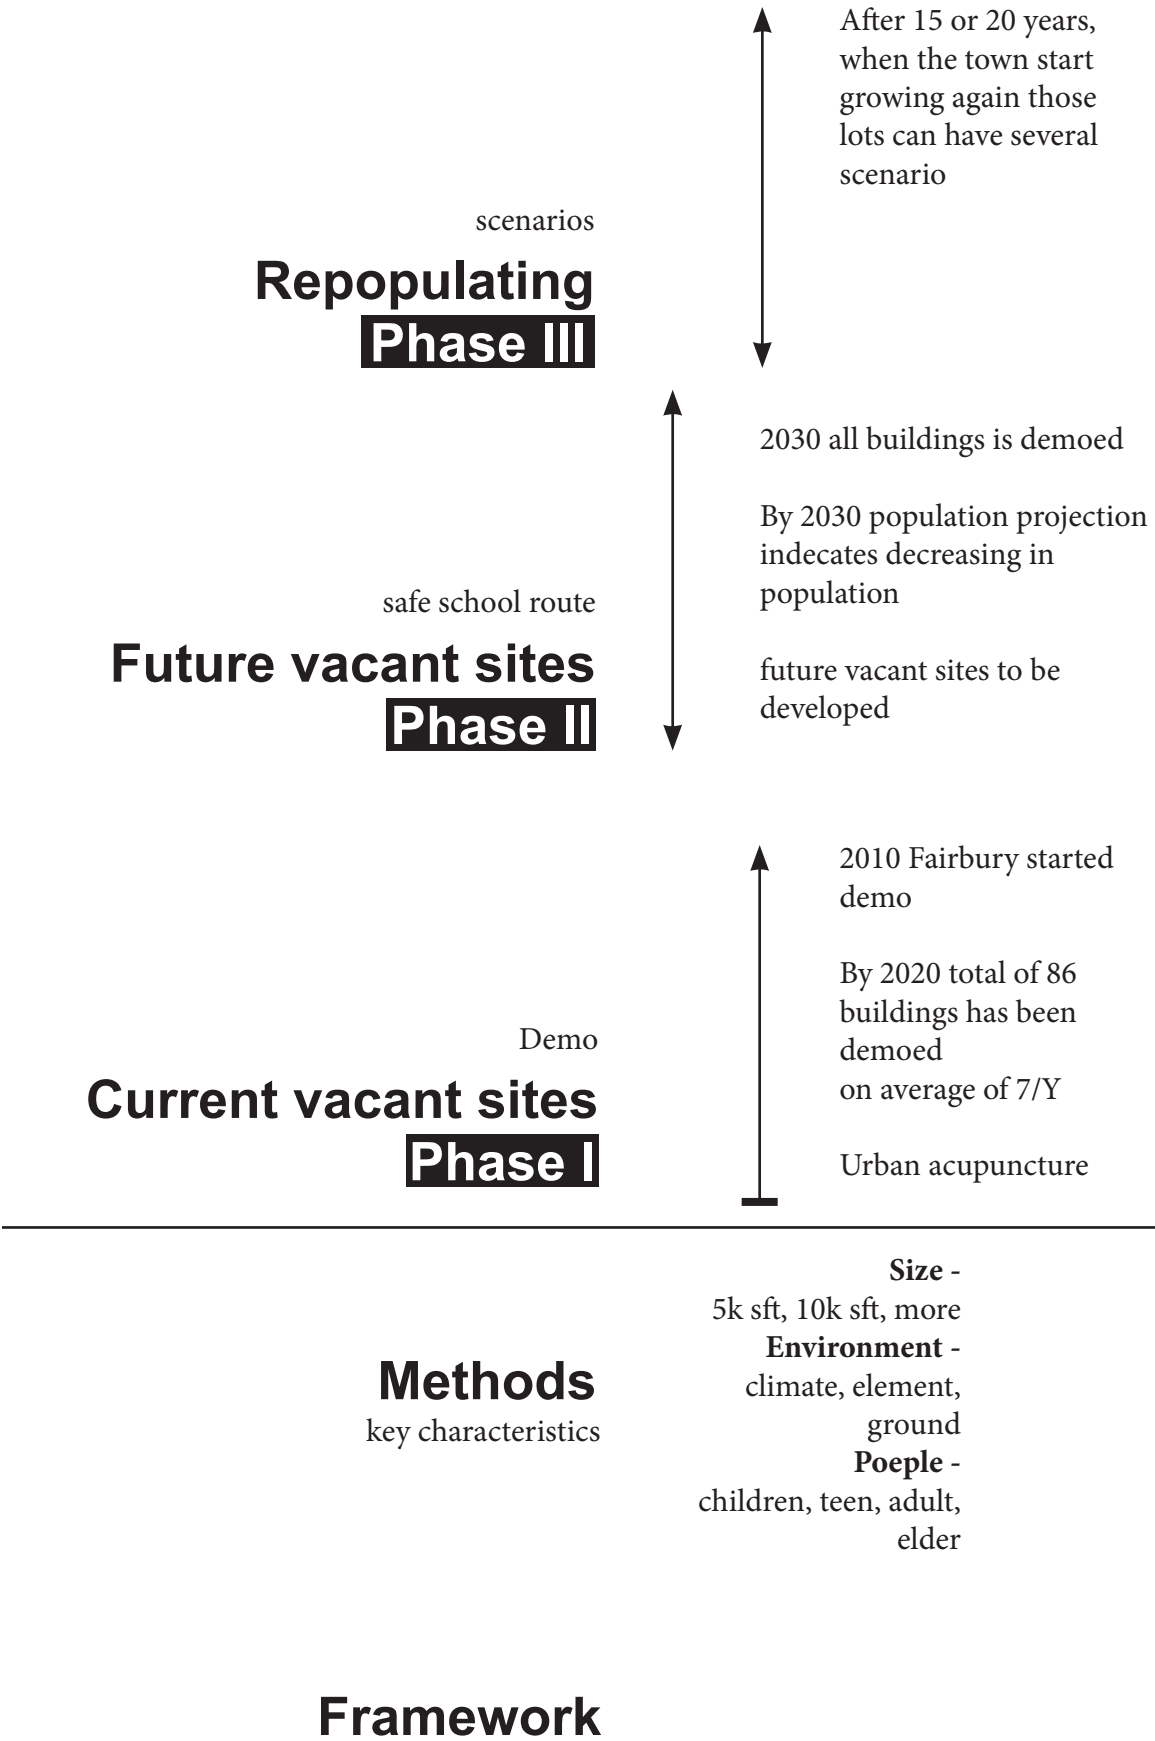 After 15 or 20 years,
when the town start
growing again those
lots can have several
scenario
scenarios
Repopulating
Phase III
2030 all buildings is demoed
By 2030 population projection
indecates decreasing in
population
future vacant sites to be
developed
safe school route
Future vacant sites
Phase II
2010 Fairbury started
demo
By 2020 total of 86
buildings has been
demoed
on average of 7/Y
Urban acupuncture
Demo
Current vacant sites
Phase I
Size -
5k sft, 10k sft, more
Environment -
climate, element,
ground
Poeple -
children, teen, adult,
elder
Methods
key characteristics
Framework